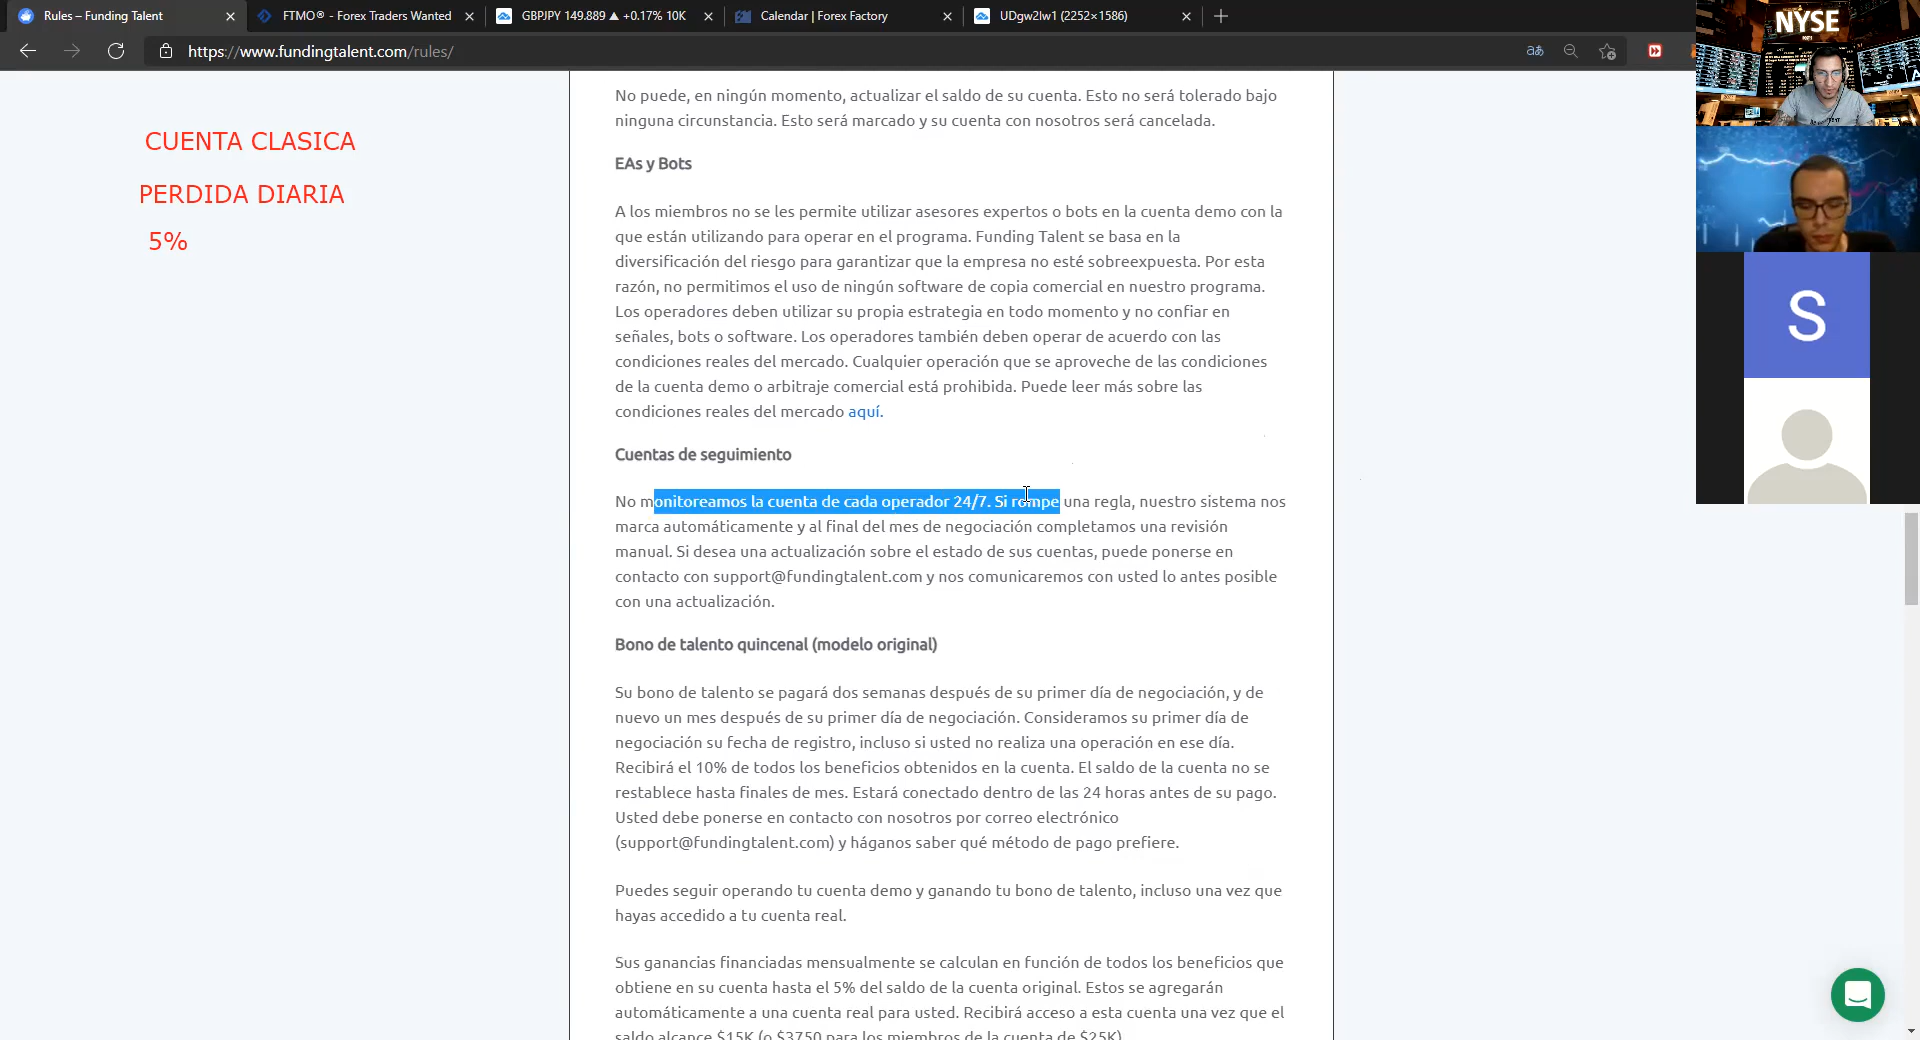 Rules – Funding Talent
FTMO® - Forex Traders Wanted
GBPJPY 149.889 ▲ +0.17% 10K
Calendar | Forex Factory
UDgw2lw1 (2252×1586)
https://www.fundingtalent.com/rules/
NYSE
CUENTA CLASICA
PERDIDA DIARIA
5%
No puede, en ningún momento, actualizar el saldo de su cuenta. Esto no será tolerado bajo
ninguna circunstancia. Esto será marcado y su cuenta con nosotros será cancelada.
EAs y Bots
A los miembros no se les permite utilizar asesores expertos o bots en la cuenta demo con la
que están utilizando para operar en el programa. Funding Talent se basa en la
diversificación del riesgo para garantizar que la empresa no esté sobreexpuesta. Por esta
razón, no permitimos el uso de ningún software de copia comercial en nuestro programa.
Los operadores deben utilizar su propia estrategia en todo momento y no confiar en
señales, bots o software. Los operadores también deben operar de acuerdo con las
condiciones reales del mercado. Cualquier operación que se aproveche de las condiciones
de la cuenta demo o arbitraje comercial está prohibida. Puede leer más sobre las
condiciones reales del mercado aquí.
Cuentas de seguimiento
No monitoreamos la cuenta de cada operador 24/7. Si rompe una regla, nuestro sistema nos
marca automáticamente y al final del mes de negociación completamos una revisión
manual. Si desea una actualización sobre el estado de sus cuentas, puede ponerse en
contacto con support@fundingtalent.com y nos comunicaremos con usted lo antes posible
con una actualización.
Bono de talento quincenal (modelo original)
Su bono de talento se pagará dos semanas después de su primer día de negociación, y de
nuevo un mes después de su primer día de negociación. Consideramos su primer día de
negociación su fecha de registro, incluso si usted no realiza una operación en ese día.
Recibirá el 10% de todos los beneficios obtenidos en la cuenta. El saldo de la cuenta no se
restablece hasta finales de mes. Estará conectado dentro de las 24 horas antes de su pago.
Usted debe ponerse en contacto con nosotros por correo electrónico
(support@fundingtalent.com) y háganos saber qué método de pago prefiere.
Puedes seguir operando tu cuenta demo y ganando tu bono de talento, incluso una vez que
hayas accedido a tu cuenta real.
Sus ganancias financiadas mensualmente se calculan en función de todos los beneficios que
obtiene en su cuenta hasta el 5% del saldo de la cuenta original. Estos se agregarán
automáticamente a una cuenta real para usted. Recibirá acceso a esta cuenta una vez que el
saldo alcance $15K (o $3750 para los miembros de la cuenta de $25K).
S